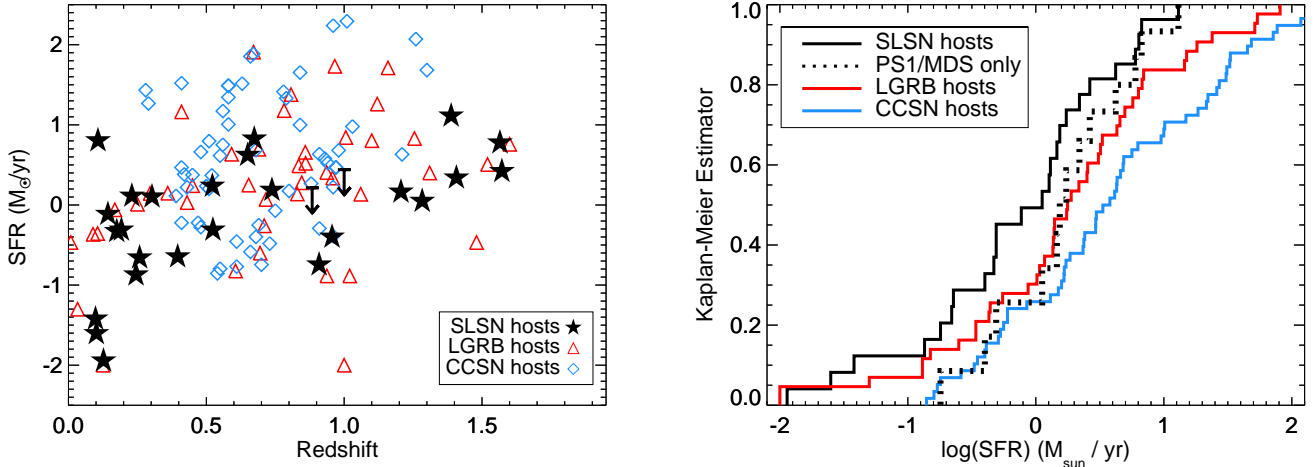 SFR (M☉/yr)
2
1
0
-1
-2
0.0 0.5 1.0 1.5
Redshift
SLSN hosts
LGRB hosts
CCSN hosts
Kaplan-Meier Estimator
1.0
0.8
0.6
0.4
0.2
0.0
-2 -1 0 1 2
log(SFR) (Msun / yr)
SLSN hosts
PS1/MDS only
LGRB hosts
CCSN hosts